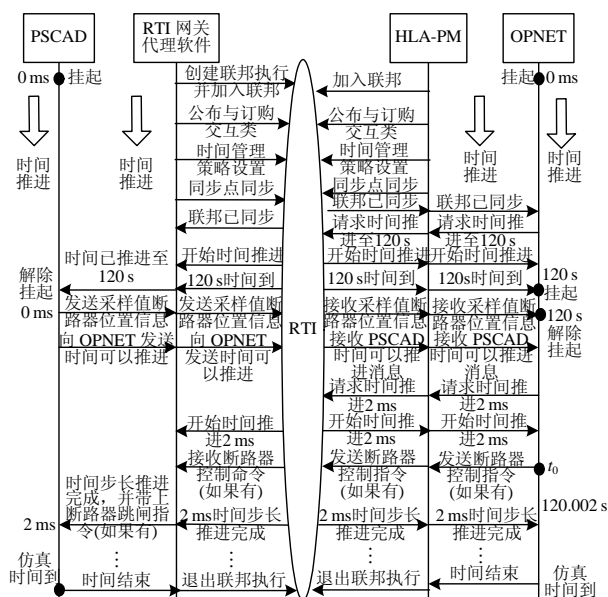 PSCAD
RTI 网关
代理软件
HLA-PM
OPNET
0 ms
挂起
创建联邦执行
并加入联邦
加入联邦
挂起
0 ms
公布与订购
交互类
公布与订购
交互类
时间
推进
时间
推进
时间管理
策略设置
时间管理
策略设置
时间
推进
时间
推进
同步点同步
同步点同步
联邦已同步
联邦已同步
联邦已同步
请求时间推
进至120 s
请求时间推
进至120 s
时间已推进至
120 s
开始时间推进
开始时间推进
开始时间推进
解除
挂起
0 ms
120 s时间到
120 s时间到
120s时间到
120 s
挂起
发送采样值断
路器位置信息
发送采样值断
路器位置信息
RTI
接收采样值断
路器位置信息
接收采样值断
路器位置信息
120 s
解除
挂起
向 OPNET 发送
时间可以推进
向 OPNET
发送时间可
以推进
接收 PSCAD
时间可以推
进消息
接收 PSCAD
时间可以推
进消息
请求时间推
进2 ms
请求时间推
进2 ms
开始时间推
进2 ms
开始时间推
进2 ms
开始时间推
进2 ms
接收断路器
控制命令
(如果有)
发送断路器
控制指令
(如果有)
发送断路器
控制指令
(如果有)
t0
时间步长推进
完成，并带上
断路器跳闸指
令(如果有)
2 ms
2 ms时间步长
推进完成
2 ms时间步长
推进完成
2 ms时间步长
推进完成
120.002 s
仿真
时间到
时间结束
退出联邦执行
退出联邦执行
时间结束
仿真
时间到